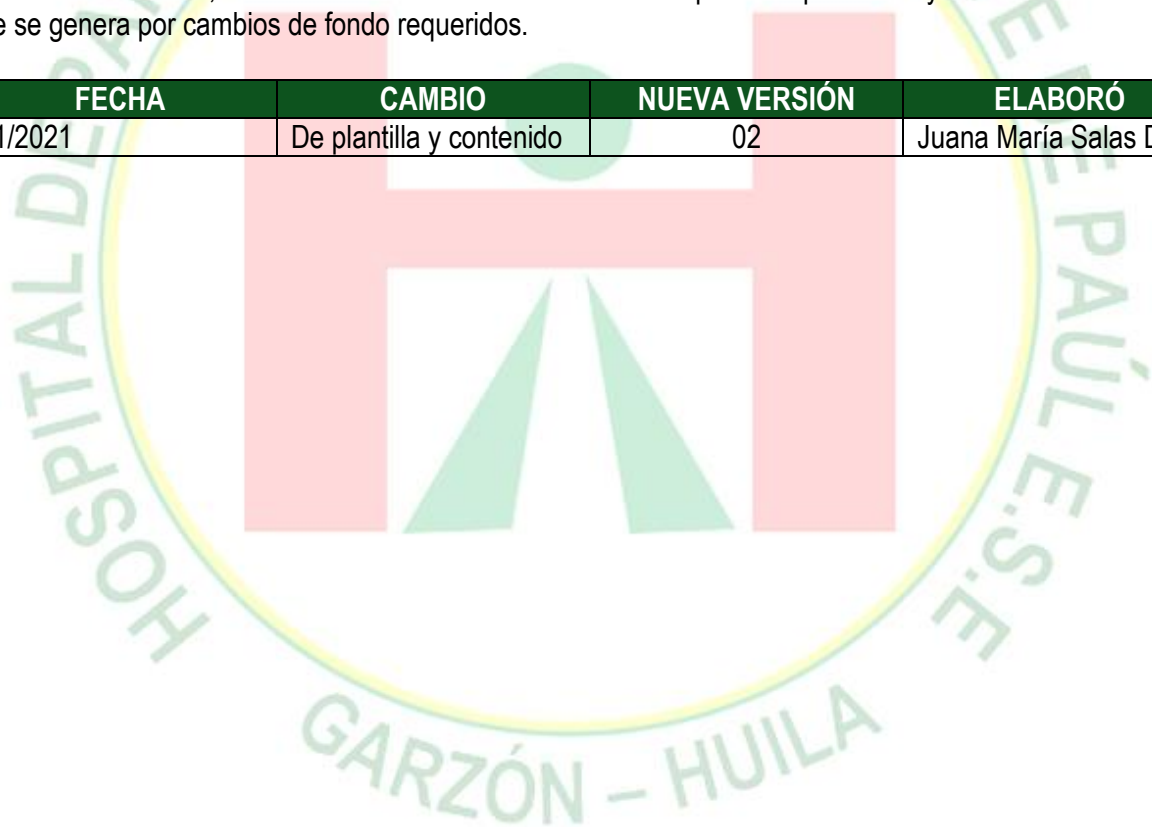 e se genera por cambios de fondo requeridos.
FECHA CAMBIO NUEVA VERSIÓN ELABORÓ
1/2021 De plantilla y contenido 02 Juana María Salas
HOSPITAL DE PAÚL E.S.E
GARZÓN – HUILA